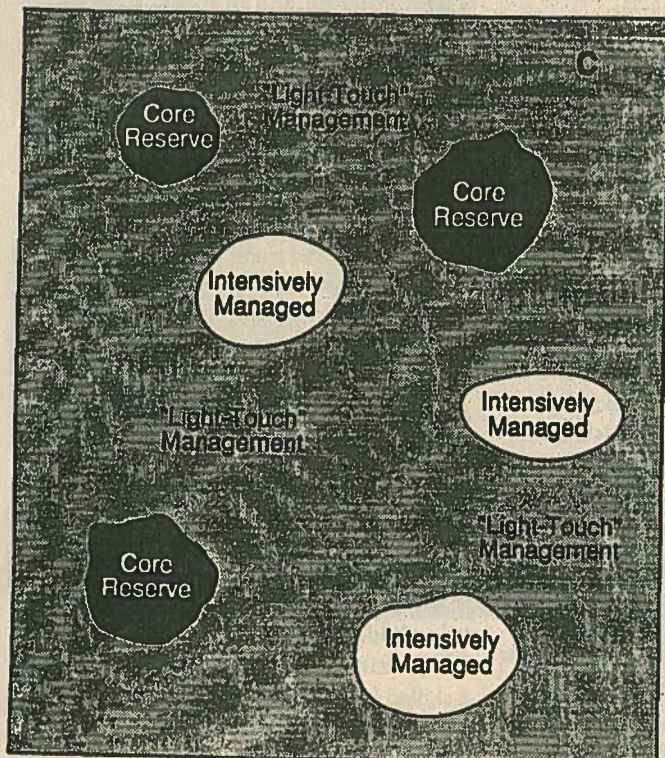 C
"Light-Touch"
Management
Core
Reserve
Core
Reserve
Intensively
Managed
Intensively
Managed
"Light-Touch"
Management
"Light-Touch"
Management
Core
Reserve
Intensively
Managed